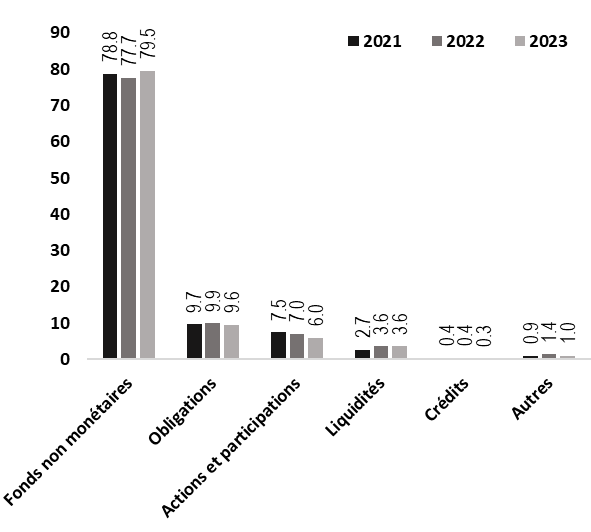 2021 2022 2023
90
80
70
60
50
40
30
20
10
0
78.8 77.7 79.5
9.7 9.9 9.6
7.5 7.0 6.0
2.7 3.6 3.6
0.4 0.4 0.3
0.9 1.4 1.0
Fonds non monétaires
Obligations
Actions et participations
Liquidités
Crédits
Autres